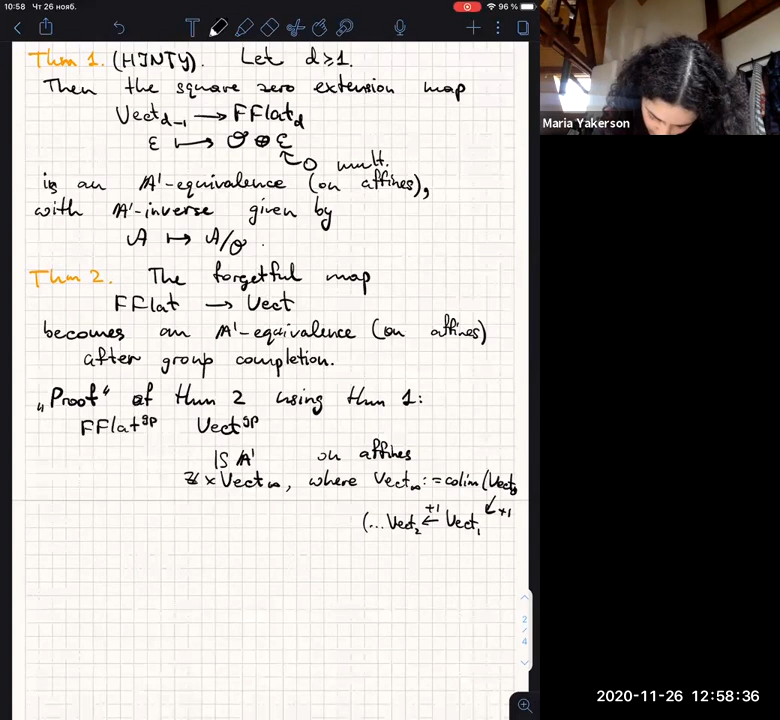 10:58 Чт 26 нояб.
96 %
Thm 1. (HJNTY). Let d ⩾ 1.
Then the square zero extension map
Vect_{d-1} → FFlat_d
ℰ ↦ 𝒪 ⊕ ℰ
0 mult.
is an A¹-equivalence (on affines),
with A¹-inverse given by
𝒜 ↦ 𝒜/𝒪 .
Thm 2. The forgetful map
FFlat → Vect
becomes an A¹-equivalence (on affines)
after group completion.
„Proof“ of thm 2 using thm 1:
FFlat^{gp} Vect^{gp}
IS A¹ on affines
ℤ × Vect_∞, where Vect_∞ := colim (Vect_0
↙ +1
(... Vect_2 ←^{+1} Vect_1
Maria Yakerson
2
/
4
2020-11-26 12:58:36